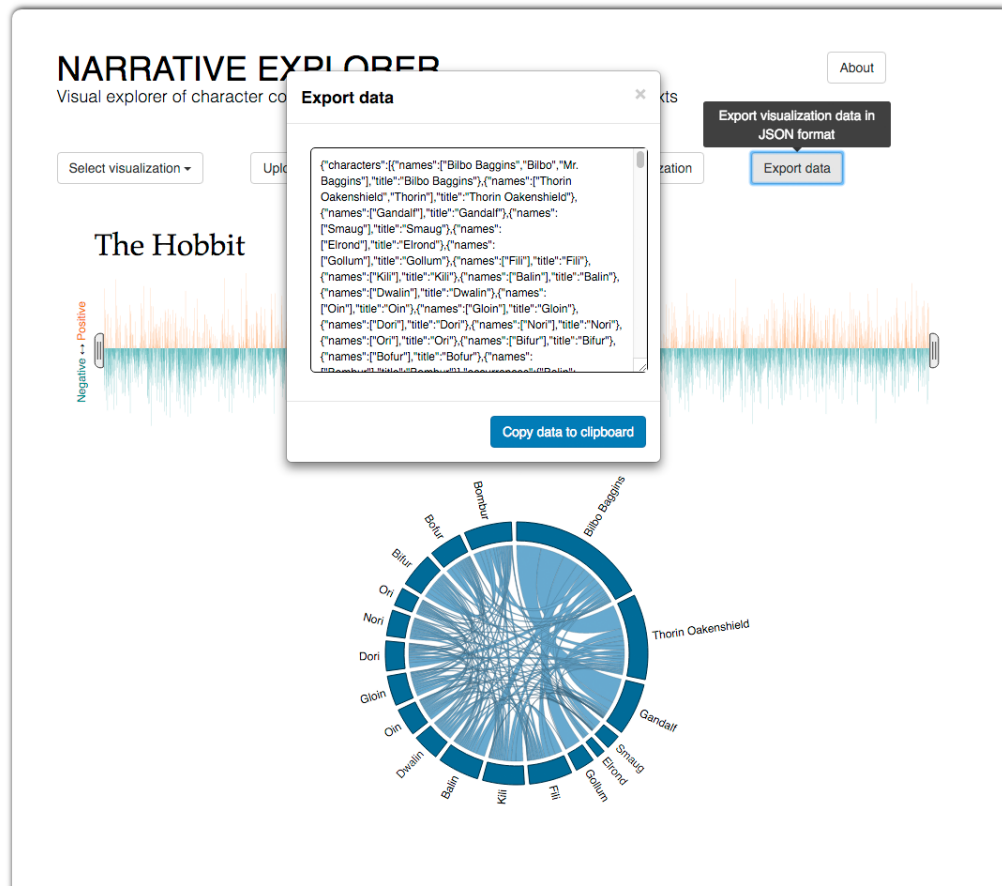 NARRATIVE EXPLORER
About
Visual explorer of character co
xts
Export visualization data in
JSON format
Select visualization
Uplo
zation
Export data
Export data
×
{"characters":[{"names":["Bilbo Baggins","Bilbo","Mr.
Baggins"],"title":"Bilbo Baggins"},{"names":["Thorin
Oakenshield","Thorin"],"title":"Thorin Oakenshield"},
{"names":["Gandalf"],"title":"Gandalf"},{"names":
["Smaug"],"title":"Smaug"},{"names":
["Elrond"],"title":"Elrond"},{"names":
["Gollum"],"title":"Gollum"},{"names":["Fili"],"title":"Fili"},
{"names":["Kili"],"title":"Kili"},{"names":["Balin"],"title":"Balin"},
{"names":["Dwalin"],"title":"Dwalin"},{"names":
["Oin"],"title":"Oin"},{"names":["Gloin"],"title":"Gloin"},
{"names":["Dori"],"title":"Dori"},{"names":["Nori"],"title":"Nori"},
{"names":["Ori"],"title":"Ori"},{"names":["Bifur"],"title":"Bifur"},
{"names":["Bofur"],"title":"Bofur"},{"names":
["Bombur"],"title":"Bombur"}],"occurrences":{"Balin":
Copy data to clipboard
The Hobbit
Negative ↔ Positive
Bilbo Baggins
Thorin Oakenshield
Gandalf
Smaug
Elrond
Gollum
Fili
Kili
Balin
Dwalin
Oin
Gloin
Dori
Nori
Ori
Bifur
Bofur
Bombur